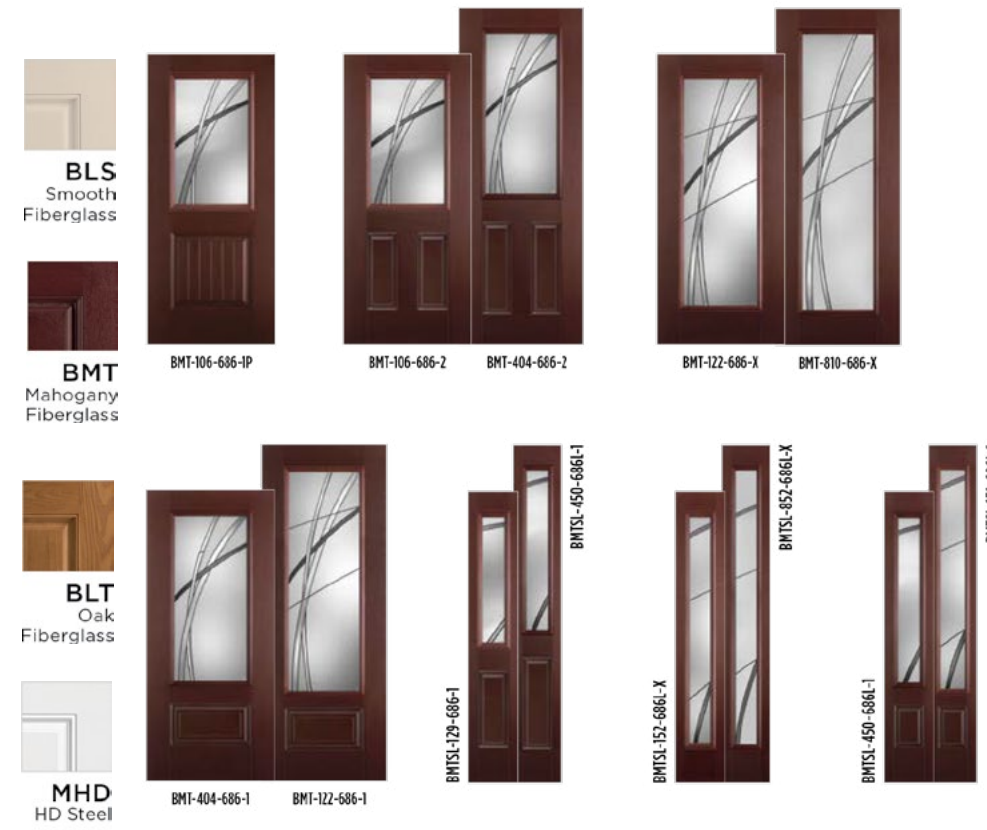 BLS
Smooth
Fiberglass
BMT
Mahogany
Fiberglass
BLT
Oak
Fiberglass
MHD
HD Steel
BMT-106-686-1P
BMT-106-686-2
BMT-404-686-2
BMT-122-686-X
BMT-810-686-X
BMT-404-686-1
BMT-122-686-1
BMTSL-129-686-1
BMTSL-450-686L-1
BMTSL-152-686L-X
BMTSL-852-686L-X
BMTSL-450-686L-1